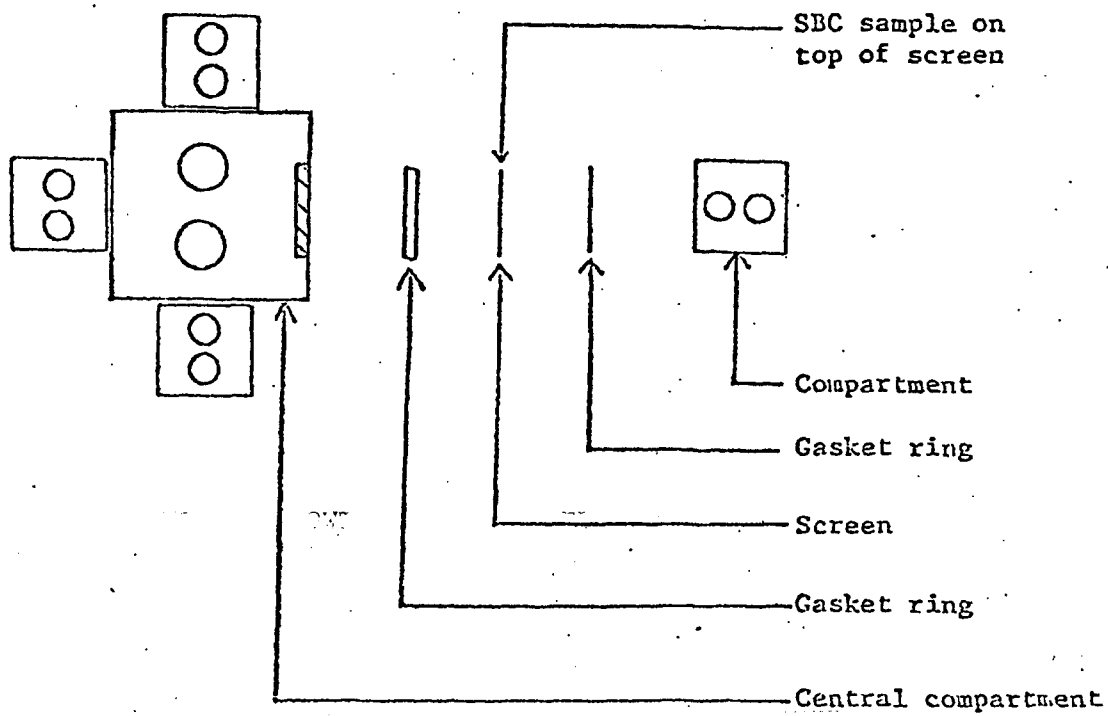 SBC sample on
top of screen
Compartment
Gasket ring
Screen
Gasket ring
Central compartment